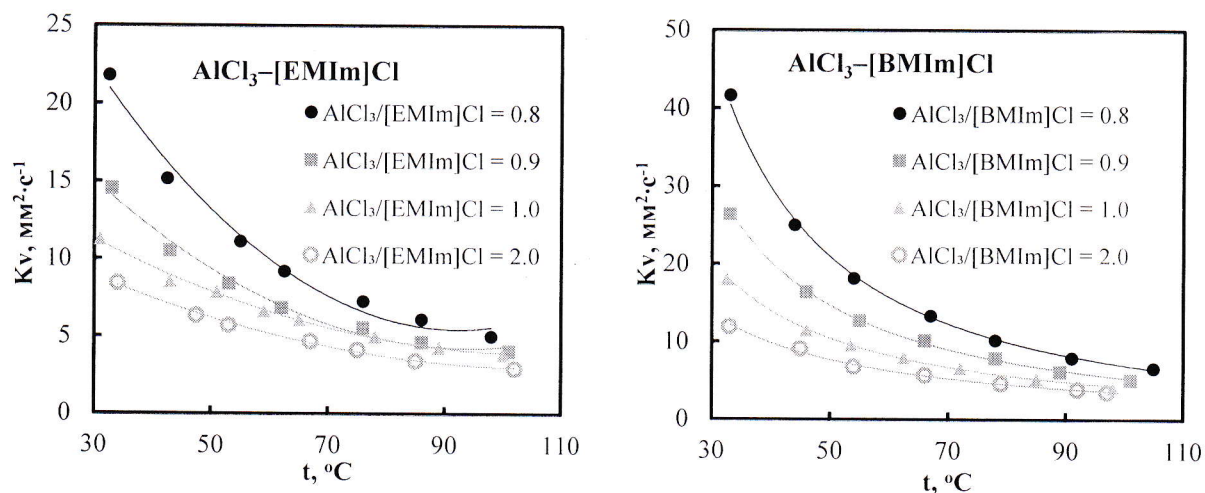 AlCl₃–[EMIm]Cl
AlCl₃/[EMIm]Cl = 0.8
AlCl₃/[EMIm]Cl = 0.9
AlCl₃/[EMIm]Cl = 1.0
AlCl₃/[EMIm]Cl = 2.0
Kv, мм²·с⁻¹
25
20
15
10
5
0
30 50 70 90 110
t, °C
AlCl₃–[BMIm]Cl
AlCl₃/[BMIm]Cl = 0.8
AlCl₃/[BMIm]Cl = 0.9
AlCl₃/[BMIm]Cl = 1.0
AlCl₃/[BMIm]Cl = 2.0
Kv, мм²·с⁻¹
50
40
30
20
10
0
30 50 70 90 110
t, °C